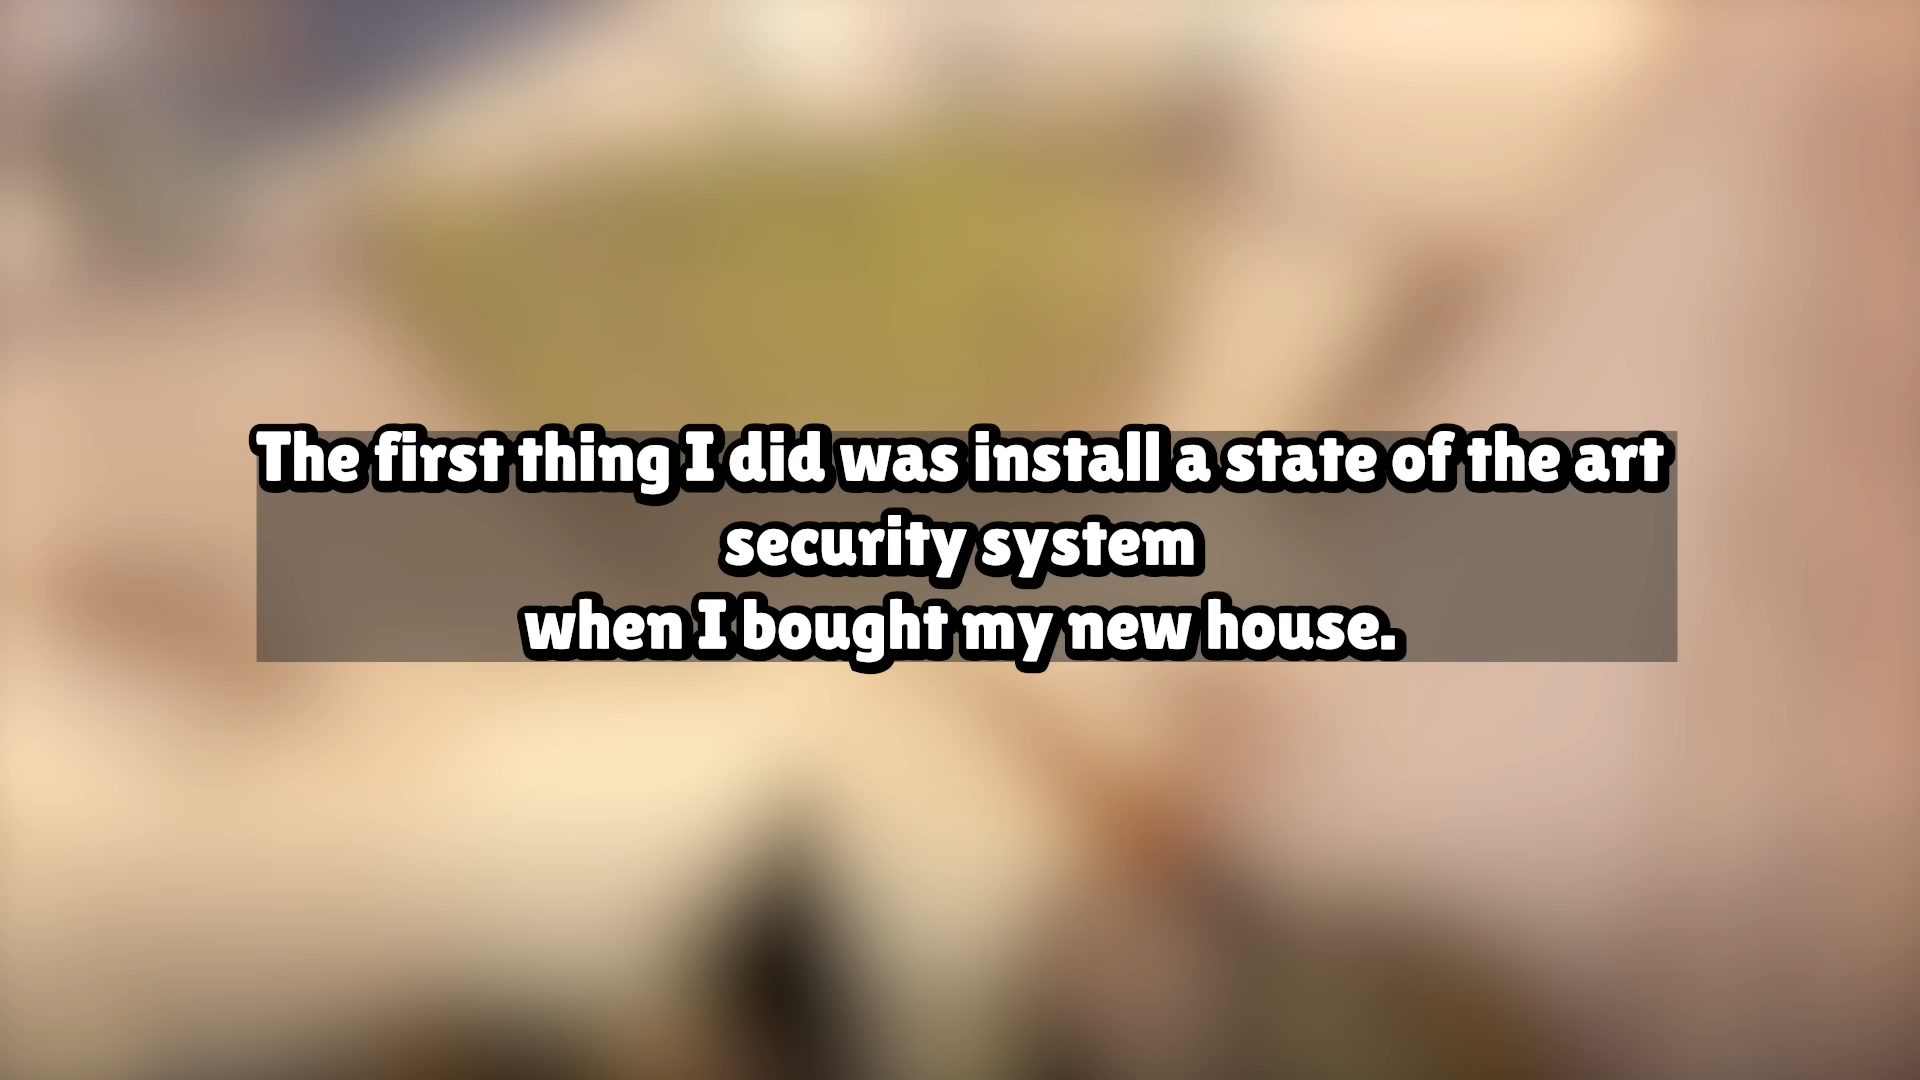 The first thing I did was install a state of the art
security system
when I bought my new house.